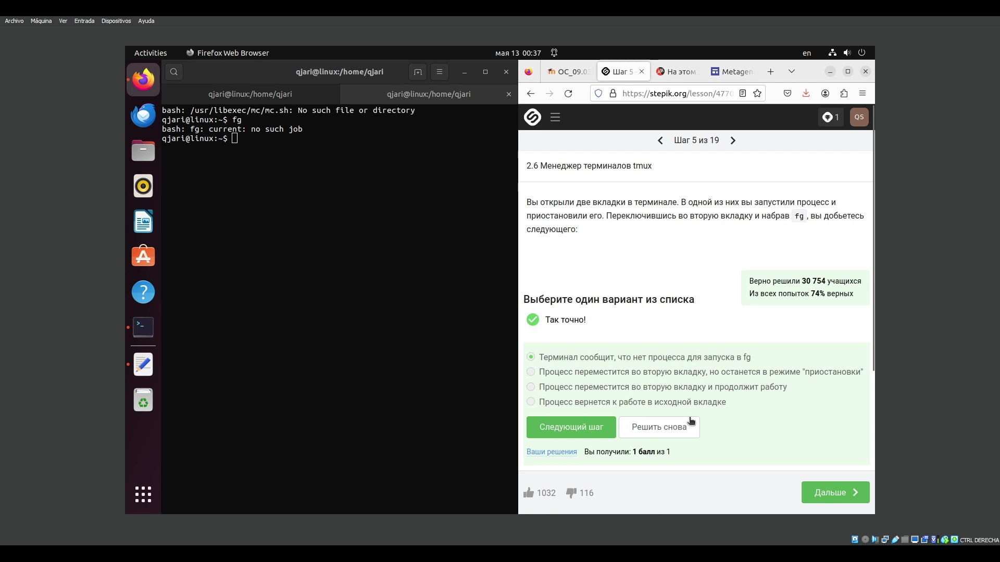 Archivo Máquina Ver Entrada Dispositivos Ayuda
Activities Firefox Web Browser мая 13 00:37 en
qjari@linux:/home/qjari
qjari@linux:/home/qjari qjari@linux:/home/qjari
bash: /usr/libexec/mc/mc.sh: No such file or directory
qjari@linux:~$ fg
bash: fg: current: no such job
qjari@linux:~$
ОС_09.03 Шаг 5 На этом Metagen
https://stepik.org/lesson/4770
1 QS
Шаг 5 из 19
2.6 Менеджер терминалов tmux
Вы открыли две вкладки в терминале. В одной из них вы запустили процесс и
приостановили его. Переключившись во вторую вкладку и набрав fg, вы добьетесь
следующего:
Верно решили 30 754 учащихся
Из всех попыток 74% верных
Выберите один вариант из списка
Так точно!
Терминал сообщит, что нет процесса для запуска в fg
Процесс переместится во вторую вкладку, но останется в режиме "приостановки"
Процесс переместится во вторую вкладку и продолжит работу
Процесс вернется к работе в исходной вкладке
Следующий шаг Решить снова
Ваши решения Вы получили: 1 балл из 1
1032 116 Дальше
CTRL DERECHA